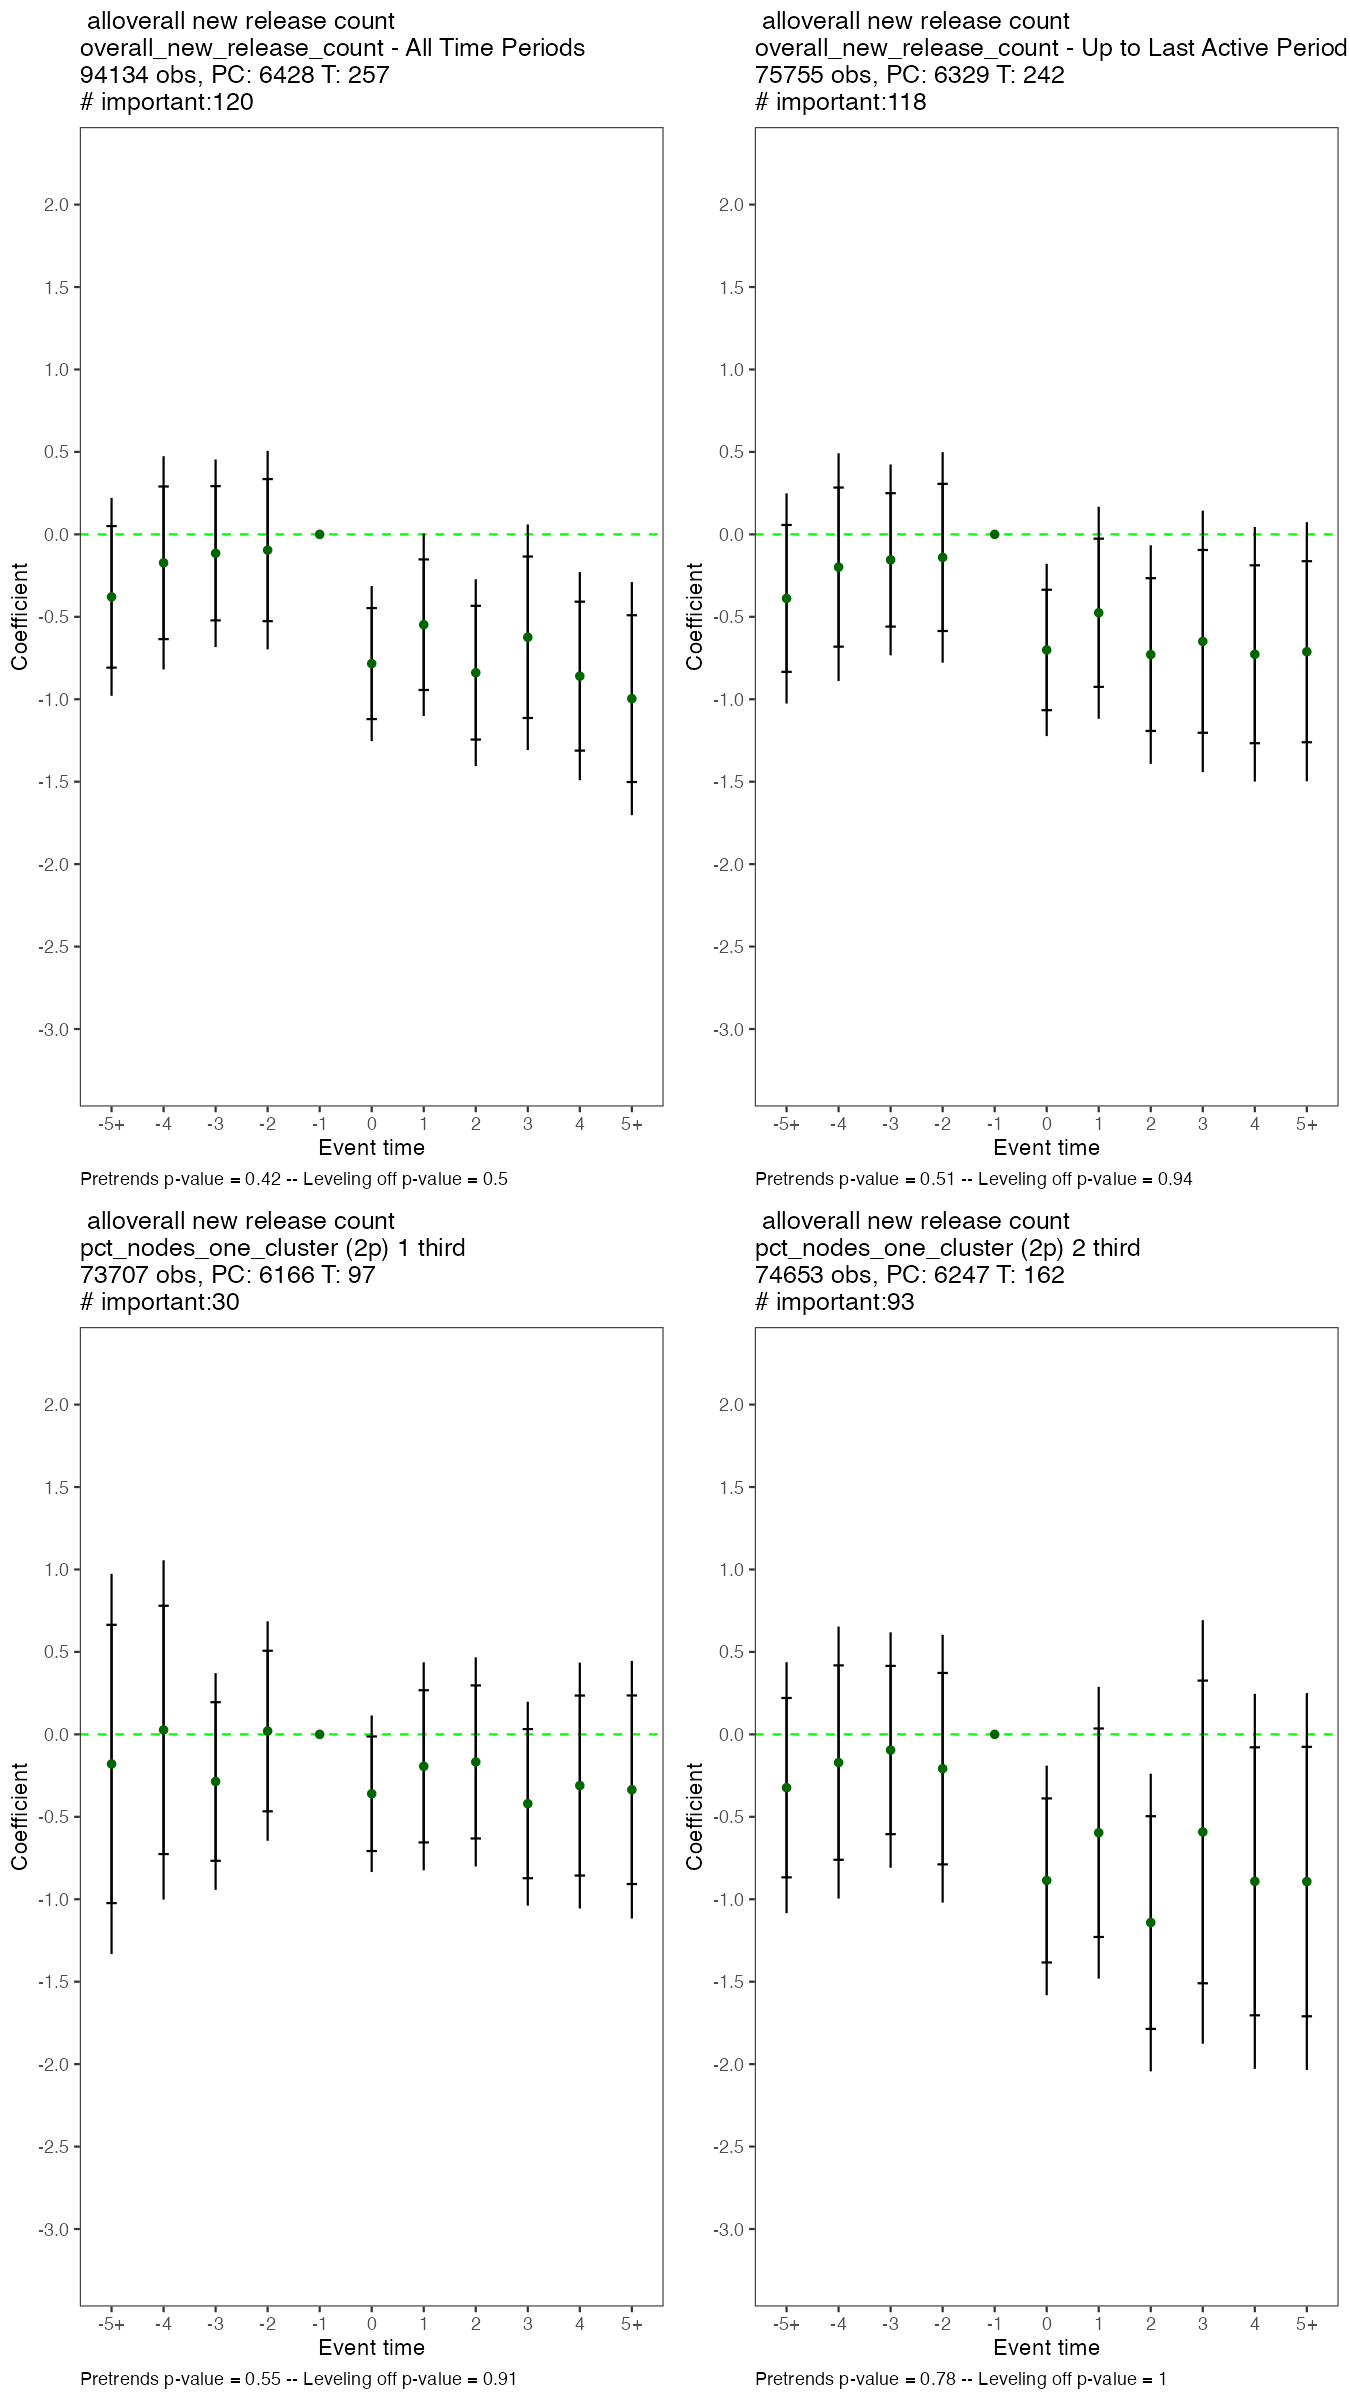 alloverall new release count
overall_new_release_count - All Time Periods
94134 obs, PC: 6428 T: 257
# important:120
2.0
1.5
1.0
0.5
0.0
-0.5
-1.0
-1.5
-2.0
-2.5
-3.0
Coefficient
-5+ -4 -3 -2 -1 0 1 2 3 4 5+
Event time
Pretrends p-value = 0.42 -- Leveling off p-value = 0.5
alloverall new release count
overall_new_release_count - Up to Last Active Period
75755 obs, PC: 6329 T: 242
# important:118
2.0
1.5
1.0
0.5
0.0
-0.5
-1.0
-1.5
-2.0
-2.5
-3.0
Coefficient
-5+ -4 -3 -2 -1 0 1 2 3 4 5+
Event time
Pretrends p-value = 0.51 -- Leveling off p-value = 0.94
alloverall new release count
pct_nodes_one_cluster (2p) 1 third
73707 obs, PC: 6166 T: 97
# important:30
2.0
1.5
1.0
0.5
0.0
-0.5
-1.0
-1.5
-2.0
-2.5
-3.0
Coefficient
-5+ -4 -3 -2 -1 0 1 2 3 4 5+
Event time
Pretrends p-value = 0.55 -- Leveling off p-value = 0.91
alloverall new release count
pct_nodes_one_cluster (2p) 2 third
74653 obs, PC: 6247 T: 162
# important:93
2.0
1.5
1.0
0.5
0.0
-0.5
-1.0
-1.5
-2.0
-2.5
-3.0
Coefficient
-5+ -4 -3 -2 -1 0 1 2 3 4 5+
Event time
Pretrends p-value = 0.78 -- Leveling off p-value = 1